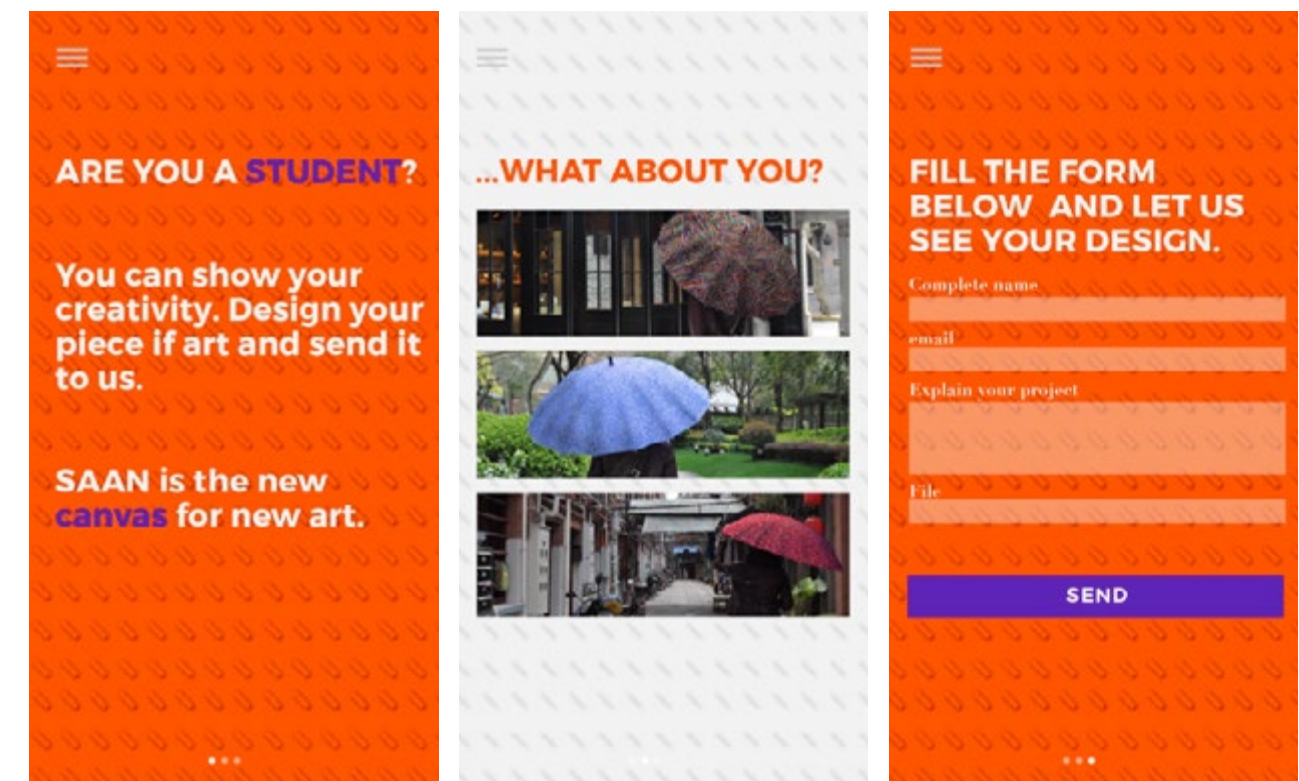 ARE YOU A STUDENT?
You can show your
creativity. Design your
piece if art and send it
to us.
SAAN is the new
canvas for new art.
...WHAT ABOUT YOU?
FILL THE FORM
BELOW AND LET US
SEE YOUR DESIGN.
Complete name
email
Explain your project
File
SEND